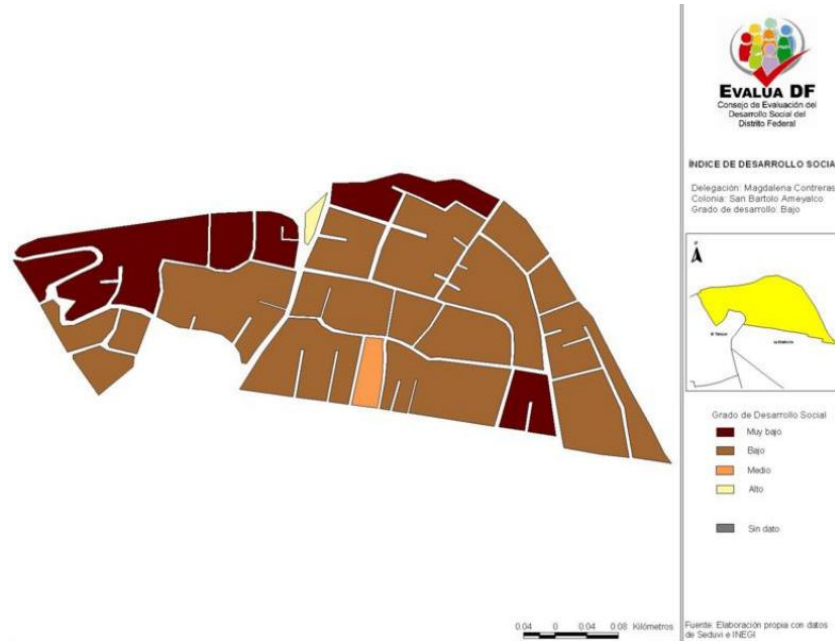 EVALUA DF
Consejo de Evaluación del
Desarrollo Social del
Distrito Federal
ÍNDICE DE DESARROLLO SOCIA
Delegación: Magdalena Contreras
Colonia: San Bartolo Ameyalco
Grado de desarrollo: Bajo
Grado de Desarrollo Social
Muy bajo
Bajo
Medio
Alto
Sin dato
0.04 0 0.04 0.08 Kilómetros
Fuente: Elaboración propia con datos
de Seduvi e INEGI